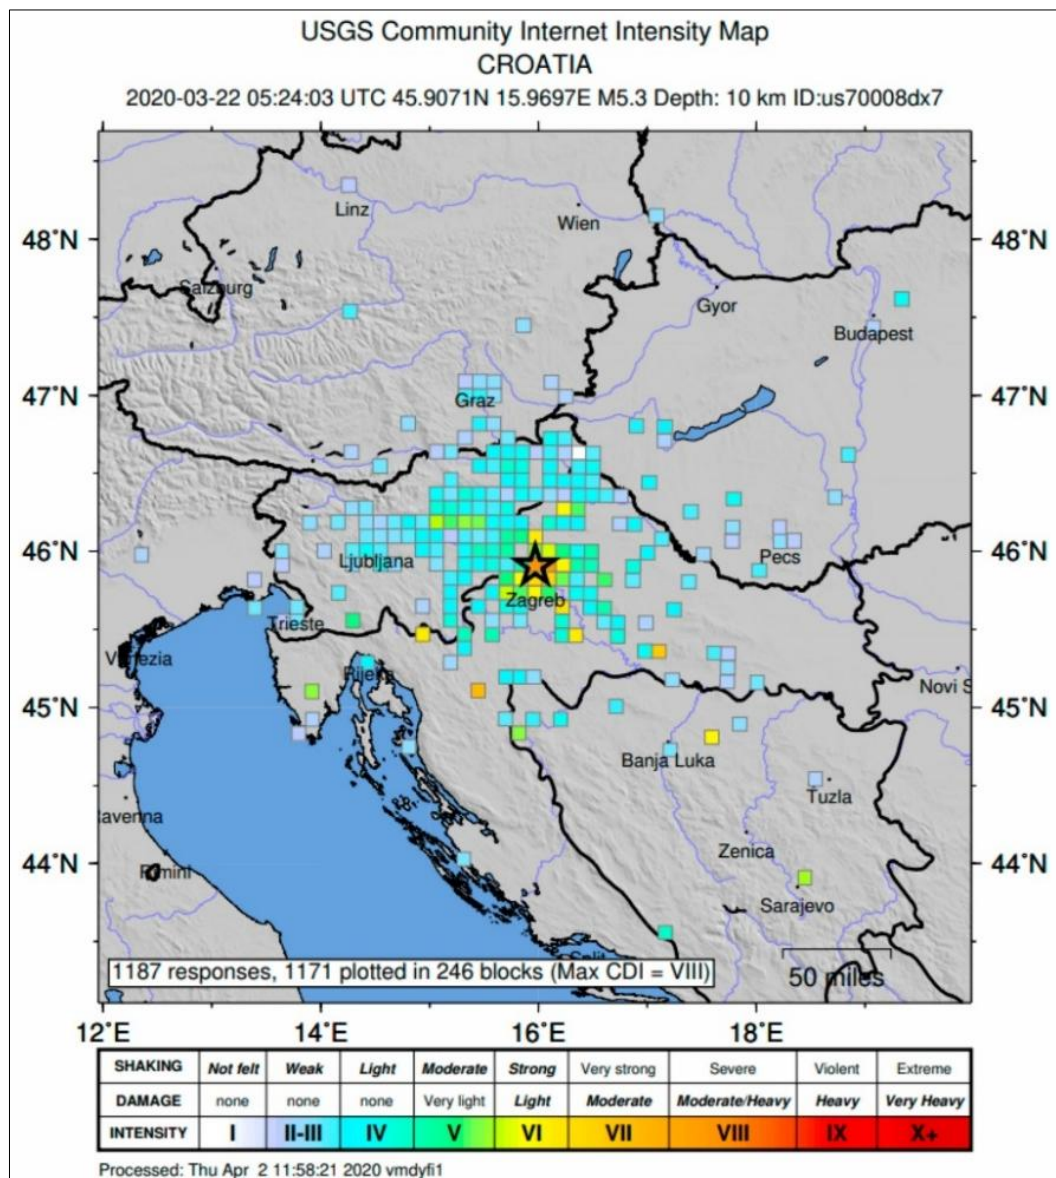 USGS Community Internet Intensity Map
CROATIA
2020-03-22 05:24:03 UTC 45.9071N 15.9697E M5.3 Depth: 10 km ID:us70008dx7
Linz
Wien
48°N
48°N
Salzburg
Gyor
Budapest
47°N
47°N
Graz
46°N
46°N
Ljubljana
Pecs
Zagreb
Trieste
Venezia
Rijeka
Novi S
45°N
45°N
Banja Luka
Tuzla
Ravenna
Zenica
44°N
44°N
Rimini
Sarajevo
Split
1187 responses, 1171 plotted in 246 blocks (Max CDI = VIII)
50 miles
12°E 14°E 16°E 18°E
SHAKING Not felt Weak Light Moderate Strong Very strong Severe Violent Extreme
DAMAGE none none none Very light Light Moderate Moderate/Heavy Heavy Very Heavy
INTENSITY I II-III IV V VI VII VIII IX X+
Processed: Thu Apr 2 11:58:21 2020 vmdyfi1